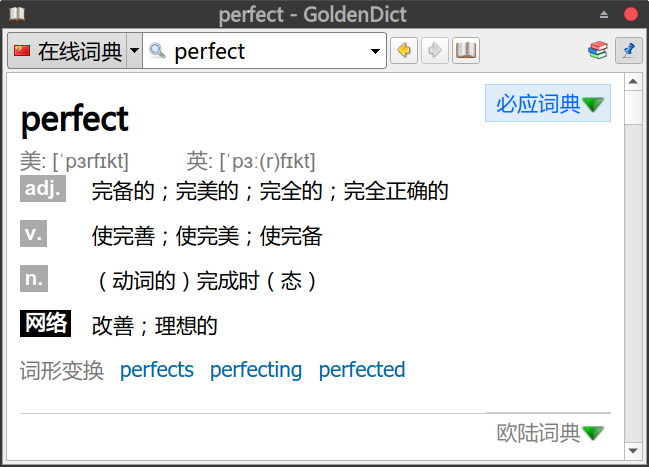 perfect - GoldenDict
在线词典 perfect
必应词典
perfect
美: [ˈpɜrfɪkt] 英: [ˈpɜː(r)fɪkt]
adj. 完备的；完美的；完全的；完全正确的
v. 使完善；使完美；使完备
n. （动词的）完成时（态）
网络 改善；理想的
词形变换 perfects perfecting perfected
欧陆词典